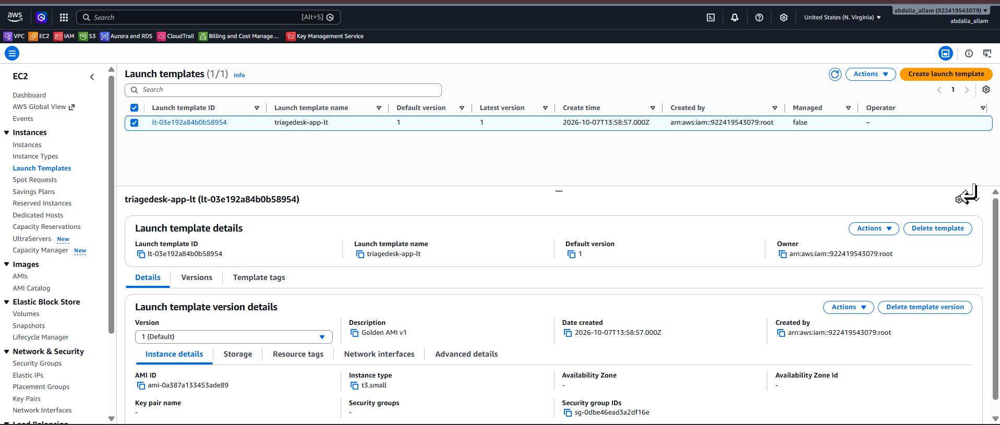 aws
Search [Alt+S]
United States (N. Virginia)
abdalla_allam (922419543079)
abdalla_allam
VPC EC2 IAM S3 Aurora and RDS CloudTrail Billing and Cost Manage... Key Management Service
EC2
Dashboard
AWS Global View
Events
Instances
Instances
Instance Types
Launch Templates
Spot Requests
Savings Plans
Reserved Instances
Dedicated Hosts
Capacity Reservations
UltraServers New
Capacity Manager New
Images
AMIs
AMI Catalog
Elastic Block Store
Volumes
Snapshots
Lifecycle Manager
Network & Security
Security Groups
Elastic IPs
Placement Groups
Key Pairs
Network Interfaces
Load Balancing
Launch templates (1/1) Info
Actions
Create launch template
Search
1
Launch template ID Launch template name Default version Latest version Create time Created by Managed Operator
lt-03e192a84b0b58954 triagedesk-app-lt 1 1 2026-10-07T13:58:57.000Z arn:aws:iam::922419543079:root false –
triagedesk-app-lt (lt-03e192a84b0b58954)
Launch template details
Actions Delete template
Launch template ID Launch template name Default version Owner
lt-03e192a84b0b58954 triagedesk-app-lt 1 arn:aws:iam::922419543079:root
Details Versions Template tags
Launch template version details
Actions Delete template version
Version Description Date created Created by
1 (Default) Golden AMI v1 2026-10-07T13:58:57.000Z arn:aws:iam::922419543079:root
Instance details Storage Resource tags Network interfaces Advanced details
AMI ID Instance type Availability Zone Availability Zone Id
ami-0a387a133453ade89 t3.small - -
Key pair name Security groups Security group IDs
- - sg-0dbe46ead3a2df16e